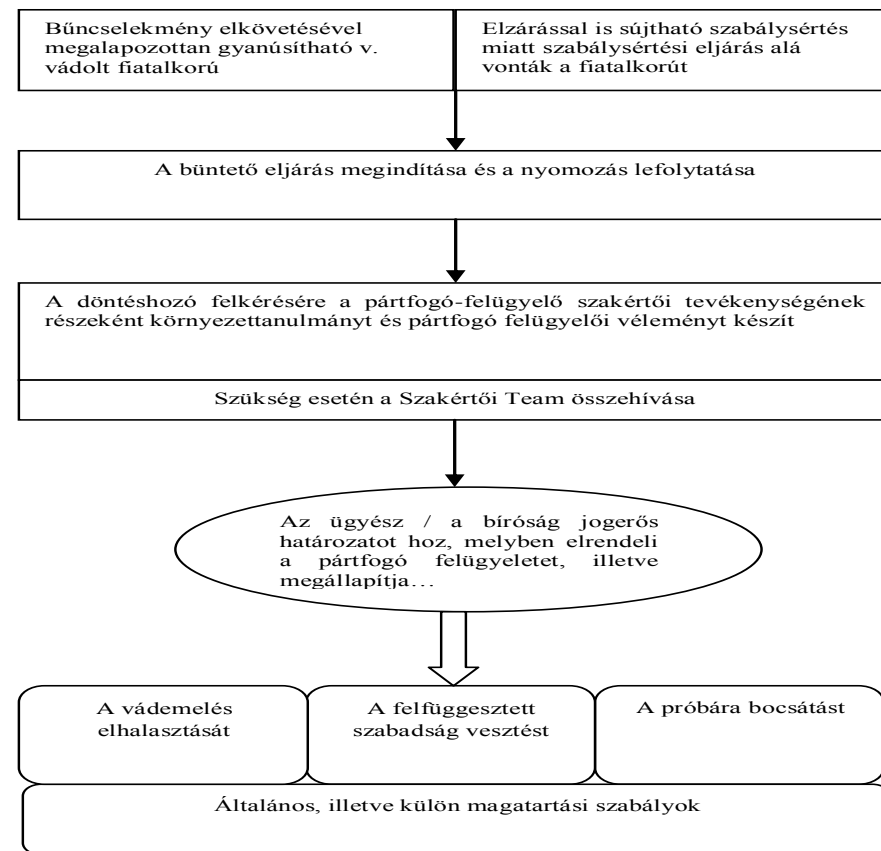 Bűncselekmény elkövetésével
megalapozottan gyanúsítható v.
vádolt fiatalkorú
Elzárással is sújtható szabálysértés
miatt szabálysértési eljárás alá
vonták a fiatalkorút
A büntető eljárás megindítása és a nyomozás lefolytatása
A döntéshozó felkérésére a pártfogó-felügyelő szakértői tevékenységének
részeként környezettanulmányt és pártfogó felügyelői véleményt készít
Szükség esetén a Szakértői Team összehívása
Az ügyész / a bíróság jogerős
határozatot hoz, melyben elrendeli
a pártfogó felügyeletet, illetve
megállapítja…
A vádemelés
elhalasztását
A felfüggesztett
szabadság vesztést
A próbára bocsátást
Általános, illetve külön magatartási szabályok